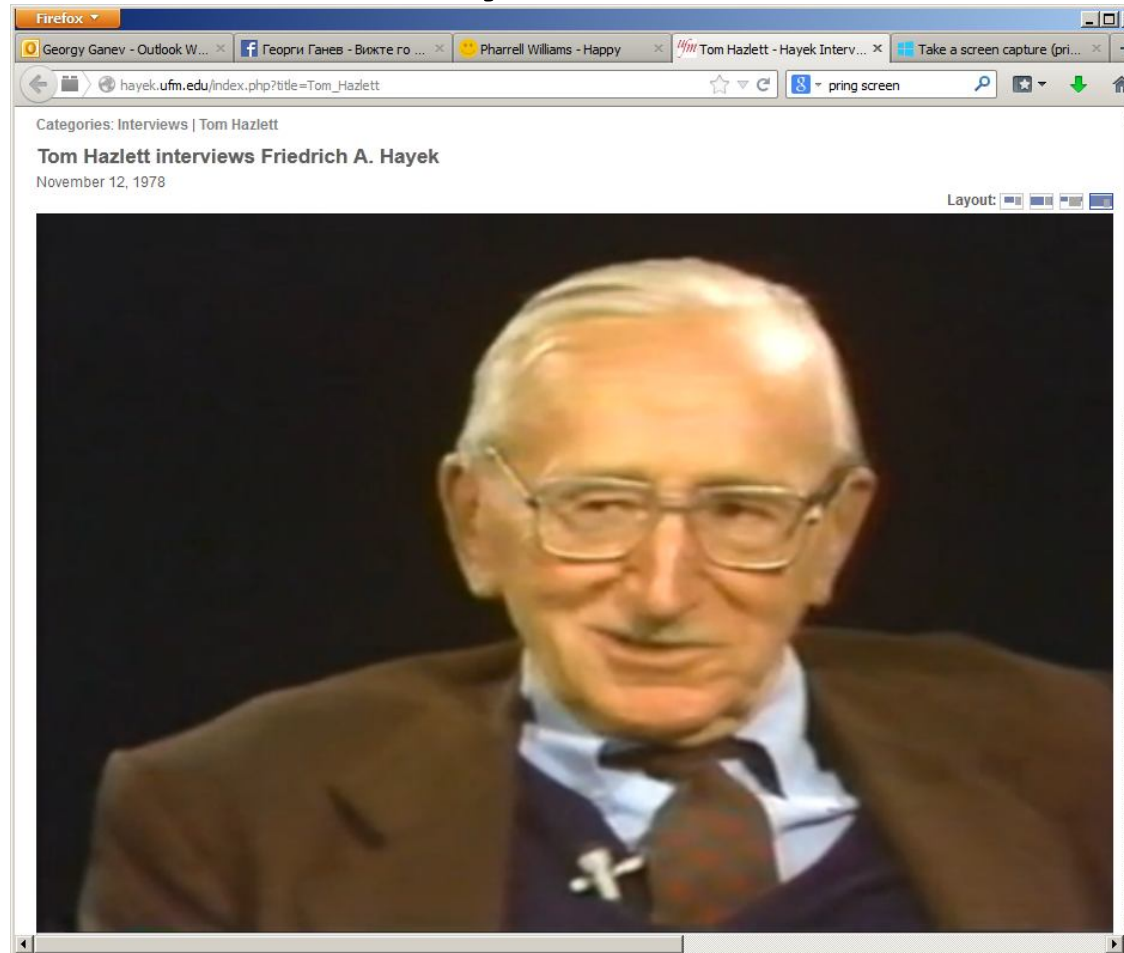 Firefox
Georgy Ganev - Outlook W...
Георги Ганев - Вижте го ...
Pharrell Williams - Happy
ufm Tom Hazlett - Hayek Interv...
Take a screen capture (pri...
hayek.ufm.edu/index.php?title=Tom_Hazlett
pring screen
Categories: Interviews | Tom Hazlett
Tom Hazlett interviews Friedrich A. Hayek
November 12, 1978
Layout: